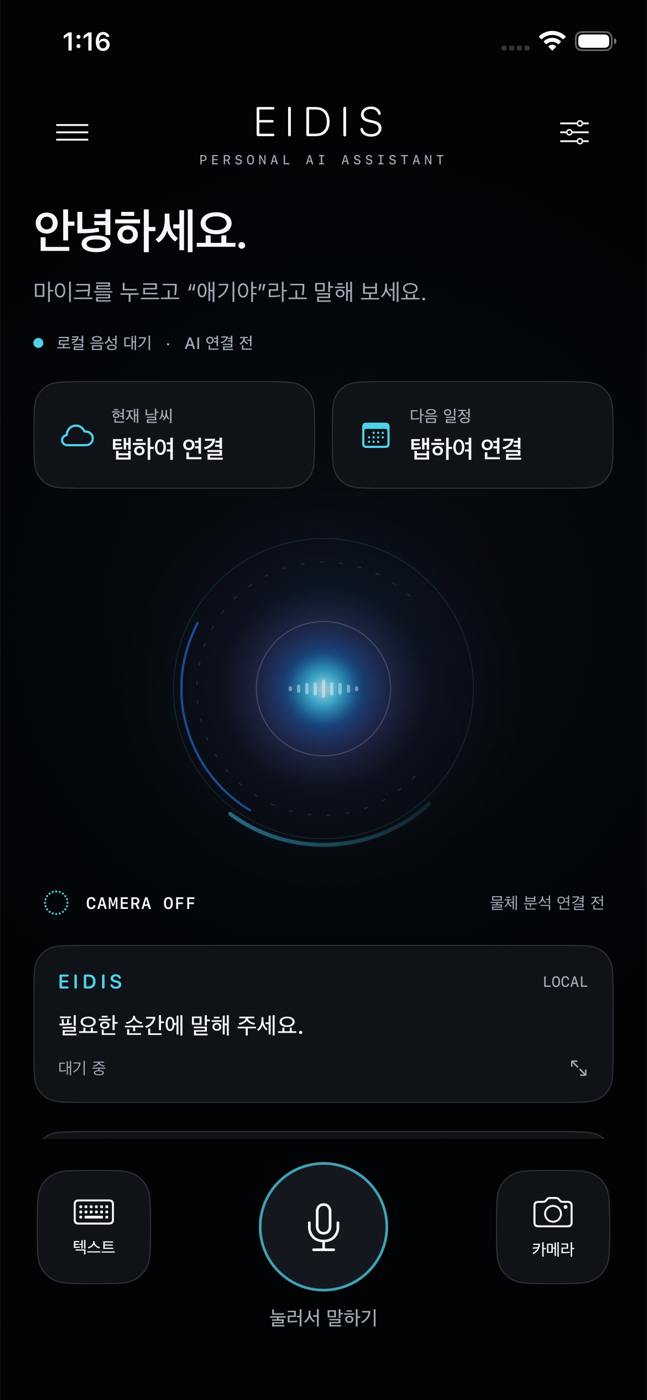 1:16
EIDIS
PERSONAL AI ASSISTANT
안녕하세요.
마이크를 누르고 “애기야”라고 말해 보세요.
로컬 음성 대기 · AI 연결 전
현재 날씨
탭하여 연결
다음 일정
탭하여 연결
CAMERA OFF
물체 분석 연결 전
EIDIS
LOCAL
필요한 순간에 말해 주세요.
대기 중
텍스트
카메라
눌러서 말하기